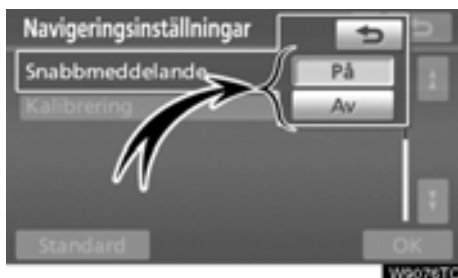 Navigeringsinställningar
Snabbmeddelande
På
Kalibrering
Av
Standard
OK
W9076TC